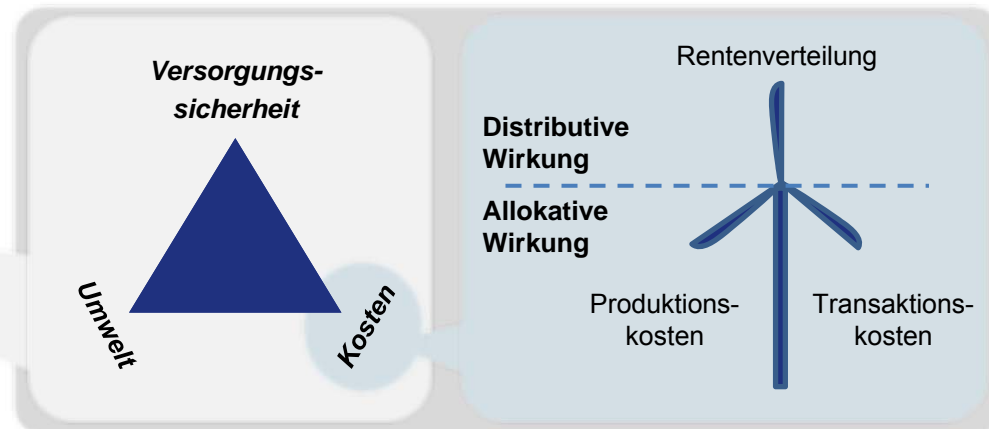 Versorgungs-
sicherheit
Umwelt
Kosten
Rentenverteilung
Distributive
Wirkung
Allokative
Wirkung
Produktions-
kosten
Transaktions-
kosten